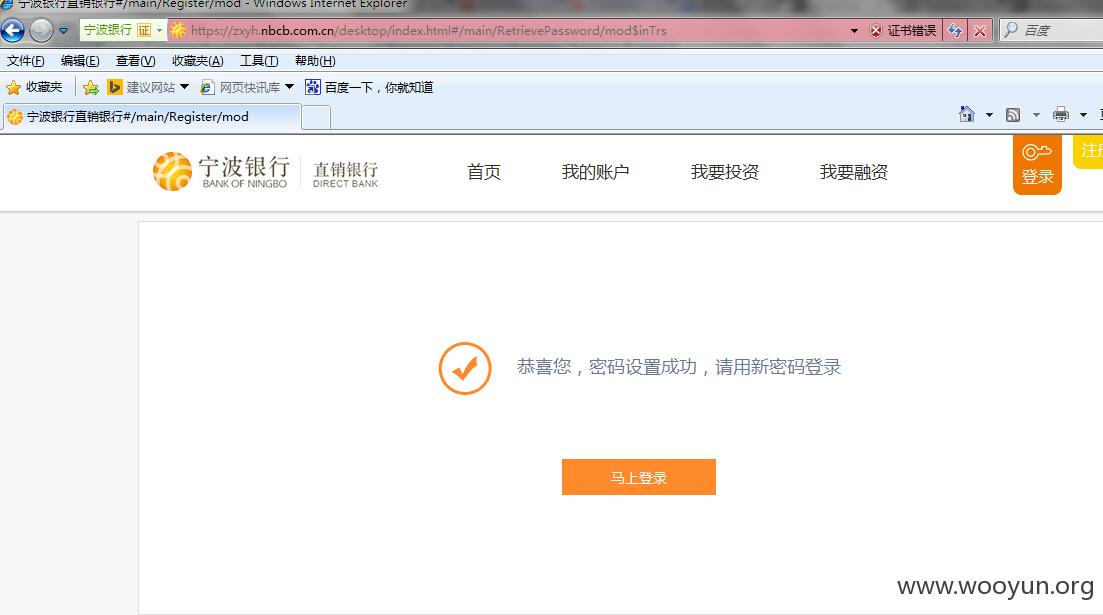 宁波银行直销银行#/main/Register/mod - Windows Internet Explorer
宁波银行 证 https://zxyh.nbcb.com.cn/desktop/index.html#/main/RetrievePassword/mod$inTrs 证书错误 百度
文件(F) 编辑(E) 查看(V) 收藏夹(A) 工具(T) 帮助(H)
收藏夹 建议网站 网页快讯库 百度一下，你就知道
宁波银行直销银行#/main/Register/mod
宁波银行 直销银行 首页 我的账户 我要投资 我要融资 登录 注册
BANK OF NINGBO DIRECT BANK
恭喜您，密码设置成功，请用新密码登录
马上登录
www.wooyun.org